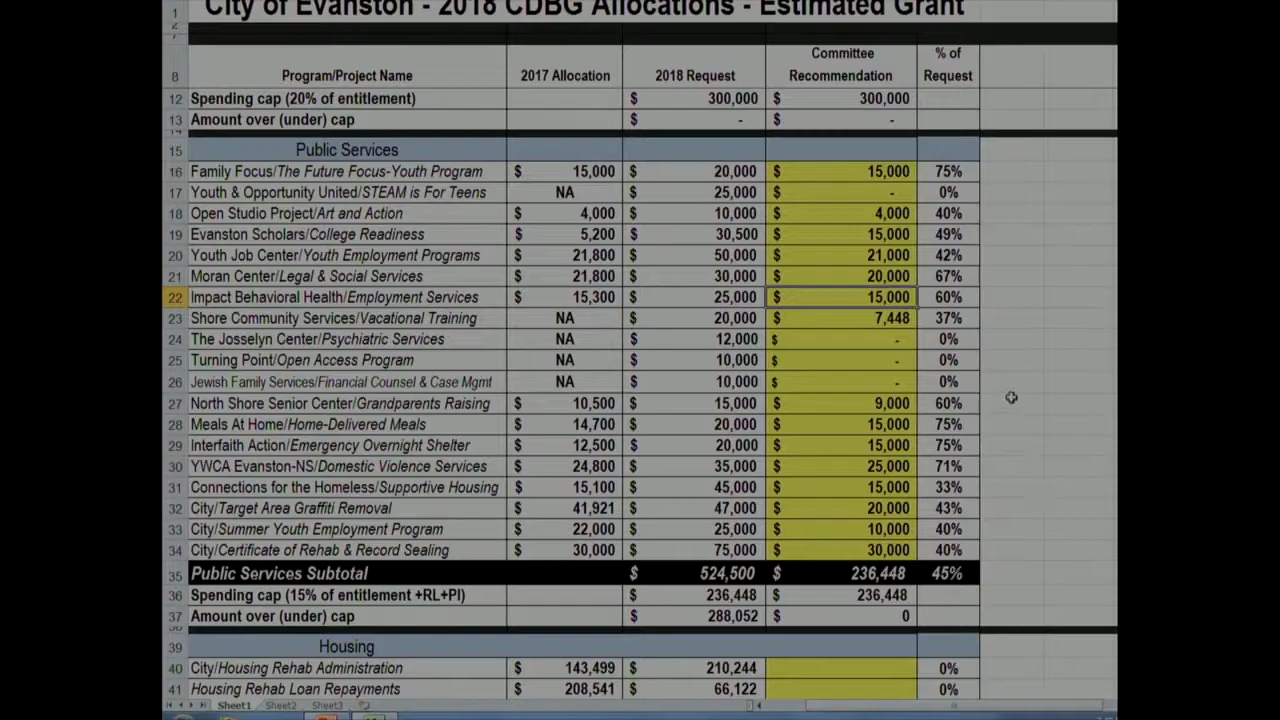 City of Evanston - 2018 CDBG Allocations - Estimated Grant
1
2
7
8 Program/Project Name 2017 Allocation 2018 Request Committee Recommendation % of Request
12 Spending cap (20% of entitlement) $ 300,000 $ 300,000
13 Amount over (under) cap $ - $ -
14
15 Public Services
16 Family Focus/The Future Focus-Youth Program $ 15,000 $ 20,000 $ 15,000 75%
17 Youth & Opportunity United/STEAM is For Teens NA $ 25,000 $ - 0%
18 Open Studio Project/Art and Action $ 4,000 $ 10,000 $ 4,000 40%
19 Evanston Scholars/College Readiness $ 5,200 $ 30,500 $ 15,000 49%
20 Youth Job Center/Youth Employment Programs $ 21,800 $ 50,000 $ 21,000 42%
21 Moran Center/Legal & Social Services $ 21,800 $ 30,000 $ 20,000 67%
22 Impact Behavioral Health/Employment Services $ 15,300 $ 25,000 $ 15,000 60%
23 Shore Community Services/Vacational Training NA $ 20,000 $ 7,448 37%
24 The Josselyn Center/Psychiatric Services NA $ 12,000 $ - 0%
25 Turning Point/Open Access Program NA $ 10,000 $ - 0%
26 Jewish Family Services/Financial Counsel & Case Mgmt NA $ 10,000 $ - 0%
27 North Shore Senior Center/Grandparents Raising $ 10,500 $ 15,000 $ 9,000 60%
28 Meals At Home/Home-Delivered Meals $ 14,700 $ 20,000 $ 15,000 75%
29 Interfaith Action/Emergency Overnight Shelter $ 12,500 $ 20,000 $ 15,000 75%
30 YWCA Evanston-NS/Domestic Violence Services $ 24,800 $ 35,000 $ 25,000 71%
31 Connections for the Homeless/Supportive Housing $ 15,100 $ 45,000 $ 15,000 33%
32 City/Target Area Graffiti Removal $ 41,921 $ 47,000 $ 20,000 43%
33 City/Summer Youth Employment Program $ 22,000 $ 25,000 $ 10,000 40%
34 City/Certificate of Rehab & Record Sealing $ 30,000 $ 75,000 $ 30,000 40%
35 Public Services Subtotal $ 524,500 $ 236,448 45%
36 Spending cap (15% of entitlement +RL+PI) $ 236,448 $ 236,448
37 Amount over (under) cap $ 288,052 $ 0
38
39 Housing
40 City/Housing Rehab Administration $ 143,499 $ 210,244 0%
41 Housing Rehab Loan Repayments $ 208,541 $ 66,122 0%
Sheet1 Sheet2 Sheet3